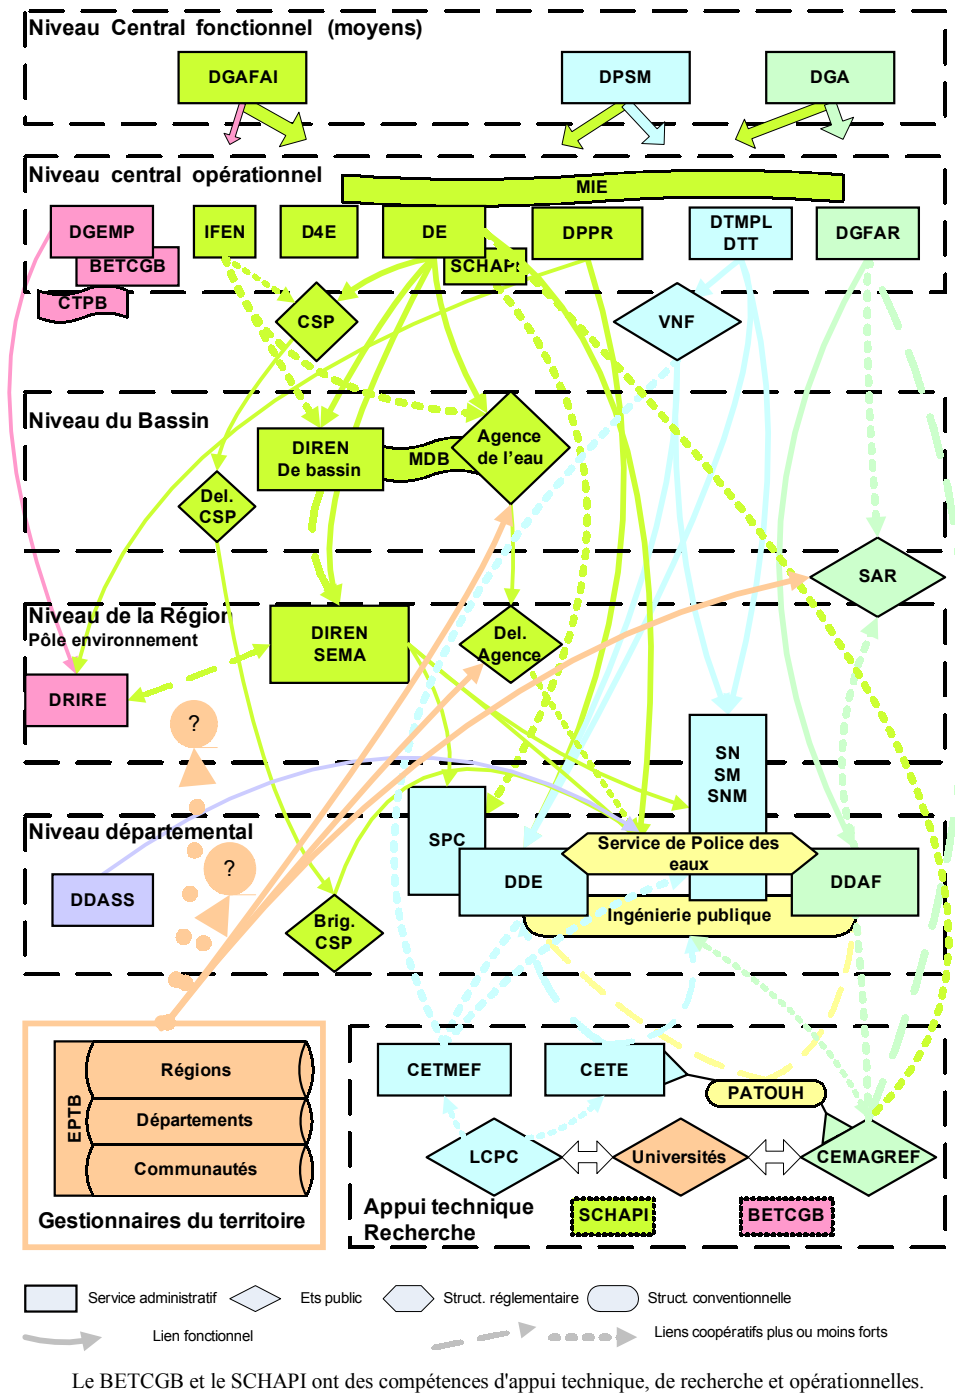 Niveau Central fonctionnel (moyens)
DGAFAI
DPSM
DGA
Niveau central opérationnel
MIE
DGEMP
BETCGB
CTPB
IFEN
D4E
DE
SCHAPI
DPPR
DTMPL
DTT
DGFAR
CSP
VNF
Niveau du Bassin
DIREN
De bassin
MDB
Agence
de l'eau
Del.
CSP
SAR
Niveau de la Région
Pôle environnement
DIREN
SEMA
Del.
Agence
DRIRE
?
SN
SM
SNM
Niveau départemental
SPC
Service de Police des
eaux
?
DDASS
DDE
DDAF
Brig.
CSP
Ingénierie publique
CETMEF
CETE
PATOUH
EPTB
Régions
Départements
Communautés
Gestionnaires du territoire
LCPC
Universités
CEMAGREF
Appui technique
Recherche
SCHAPI
BETCGB
Service administratif
Ets public
Struct. réglementaire
Struct. conventionnelle
Lien fonctionnel
Liens coopératifs plus ou moins forts
Le BETCGB et le SCHAPI ont des compétences d'appui technique, de recherche et opérationnelles.